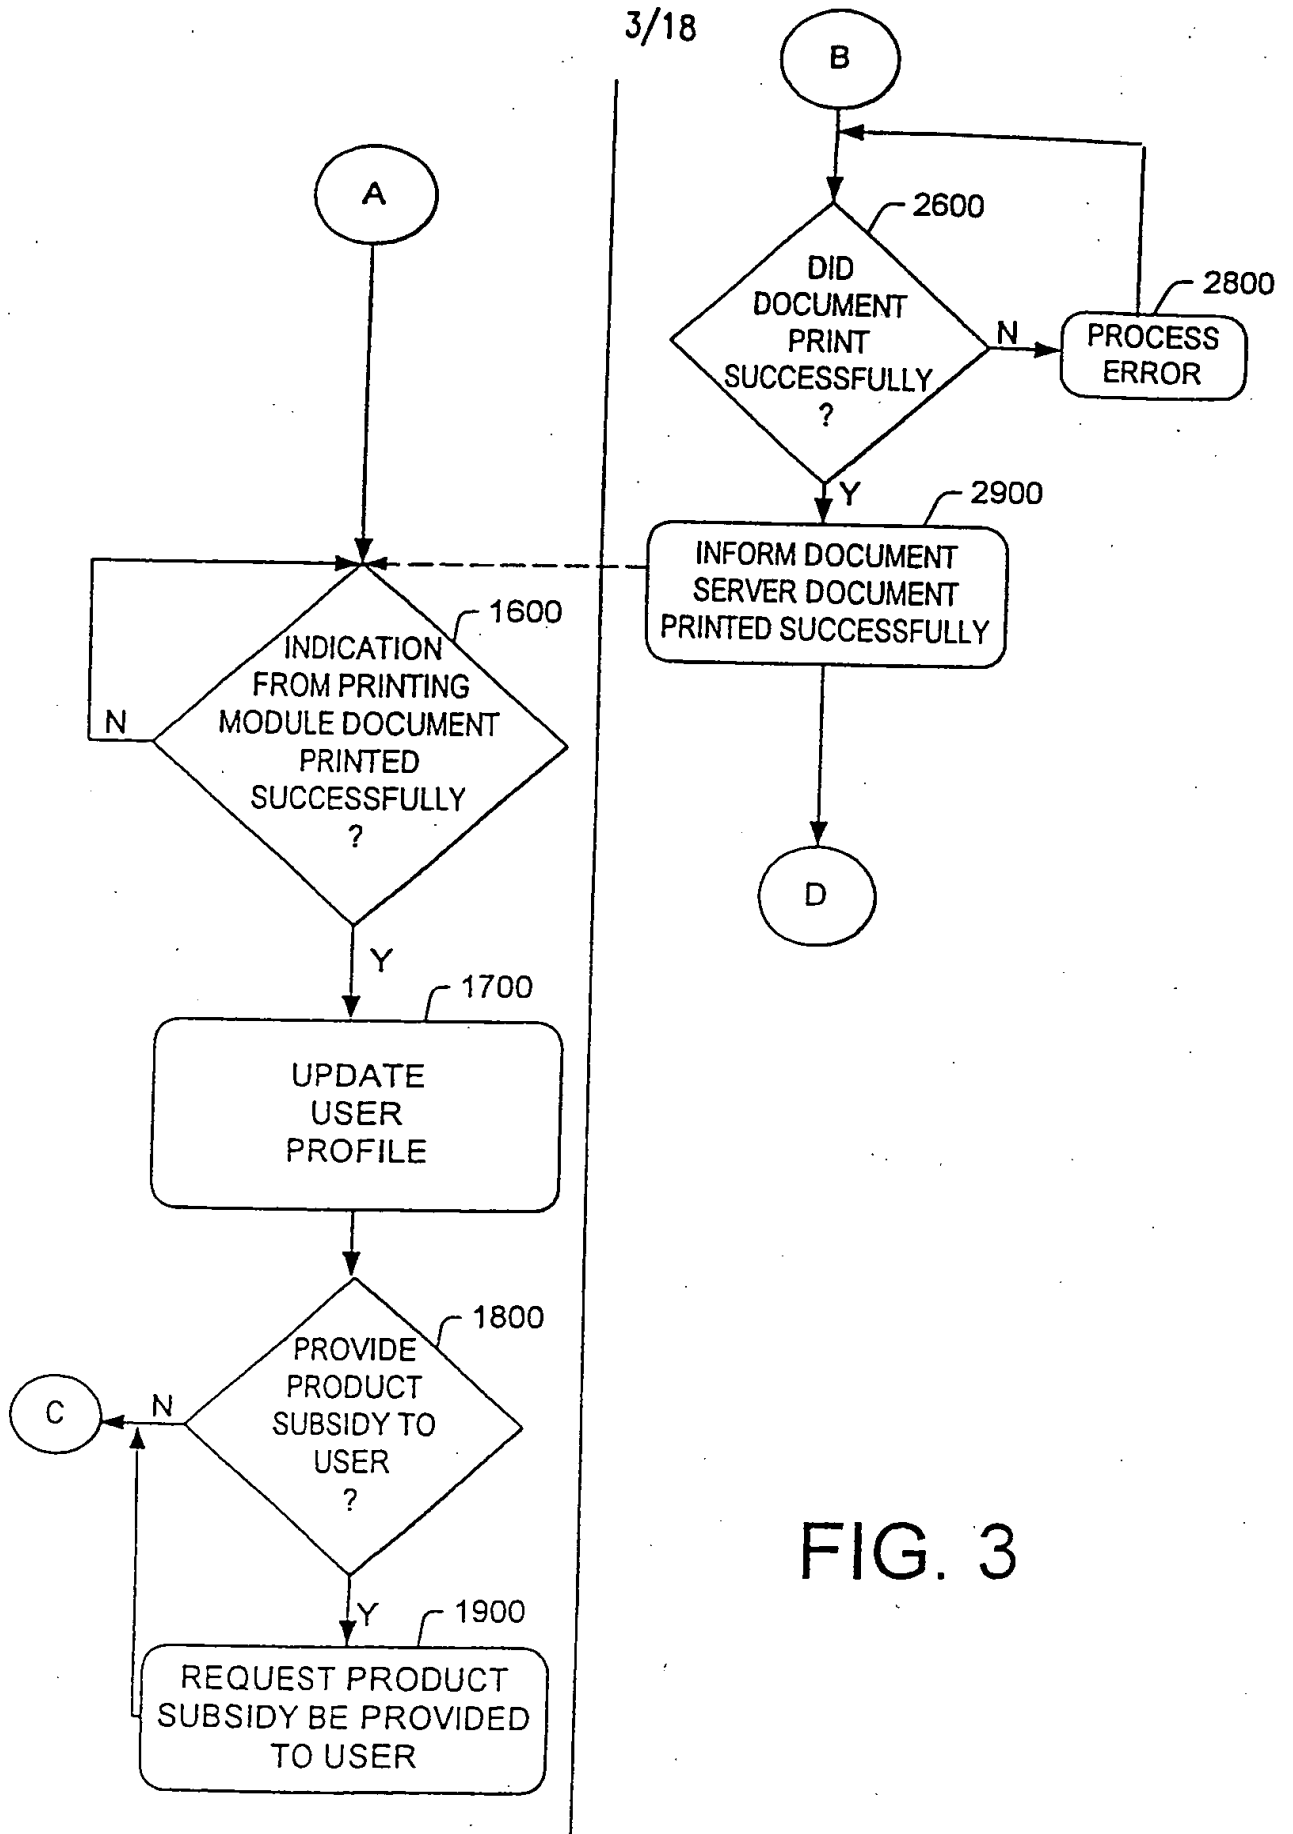 3/18
A
1600
INDICATION
FROM PRINTING
MODULE DOCUMENT
PRINTED
SUCCESSFULLY
?
N
Y
1700
UPDATE
USER
PROFILE
1800
PROVIDE
PRODUCT
SUBSIDY TO
USER
?
N
C
Y
1900
REQUEST PRODUCT
SUBSIDY BE PROVIDED
TO USER
B
2600
DID
DOCUMENT
PRINT
SUCCESSFULLY
?
N
2800
PROCESS
ERROR
Y
2900
INFORM DOCUMENT
SERVER DOCUMENT
PRINTED SUCCESSFULLY
D
FIG. 3